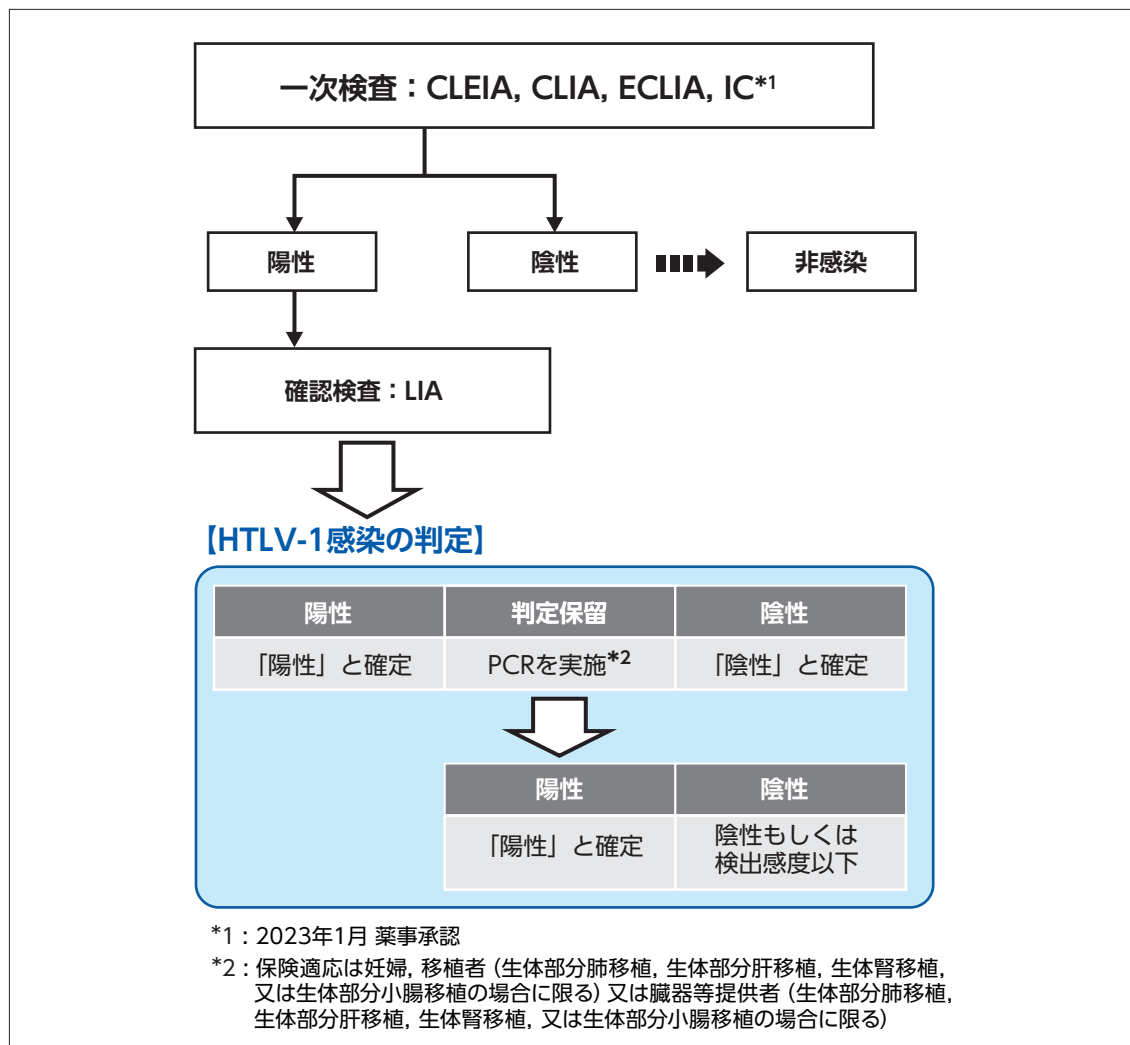 一次検査：CLEIA, CLIA, ECLIA, IC*1
陽性
陰性
非感染
確認検査：LIA
【HTLV-1感染の判定】
陽性 判定保留 陰性
「陽性」と確定 PCRを実施*2 「陰性」と確定
陽性 陰性
「陽性」と確定 陰性もしくは
検出感度以下
*1：2023年1月 薬事承認
*2：保険適応は妊婦, 移植者（生体部分肺移植, 生体部分肝移植, 生体腎移植,
又は生体部分小腸移植の場合に限る）又は臓器等提供者（生体部分肺移植,
生体部分肝移植, 生体腎移植, 又は生体部分小腸移植の場合に限る）